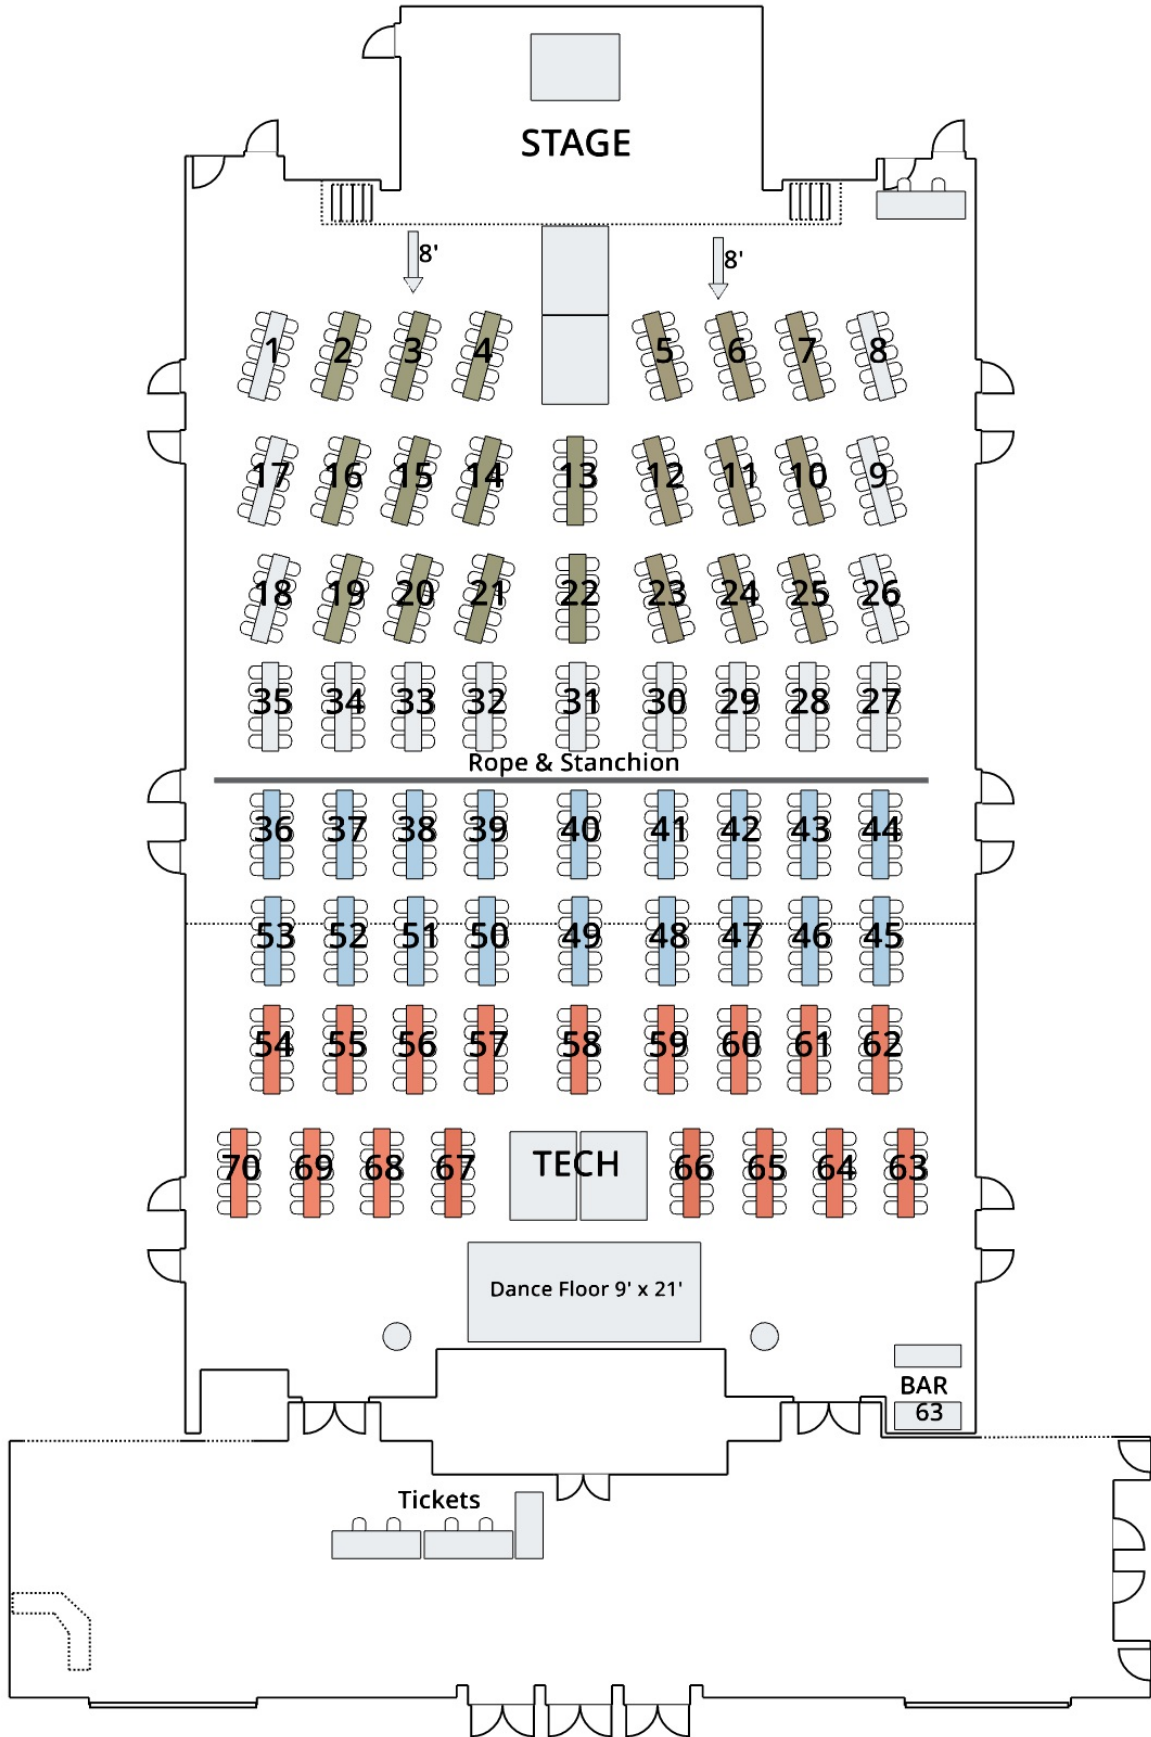 STAGE
8' 8'
1 2 3 4 5 6 7 8
17 16 15 14 13 12 11 10 9
18 19 20 21 22 23 24 25 26
35 34 33 32 31 30 29 28 27
Rope & Stanchion
36 37 38 39 40 41 42 43 44
53 52 51 50 49 48 47 46 45
54 55 56 57 58 59 60 61 62
70 69 68 67 TECH 66 65 64 63
Dance Floor 9' x 21'
BAR
63
Tickets